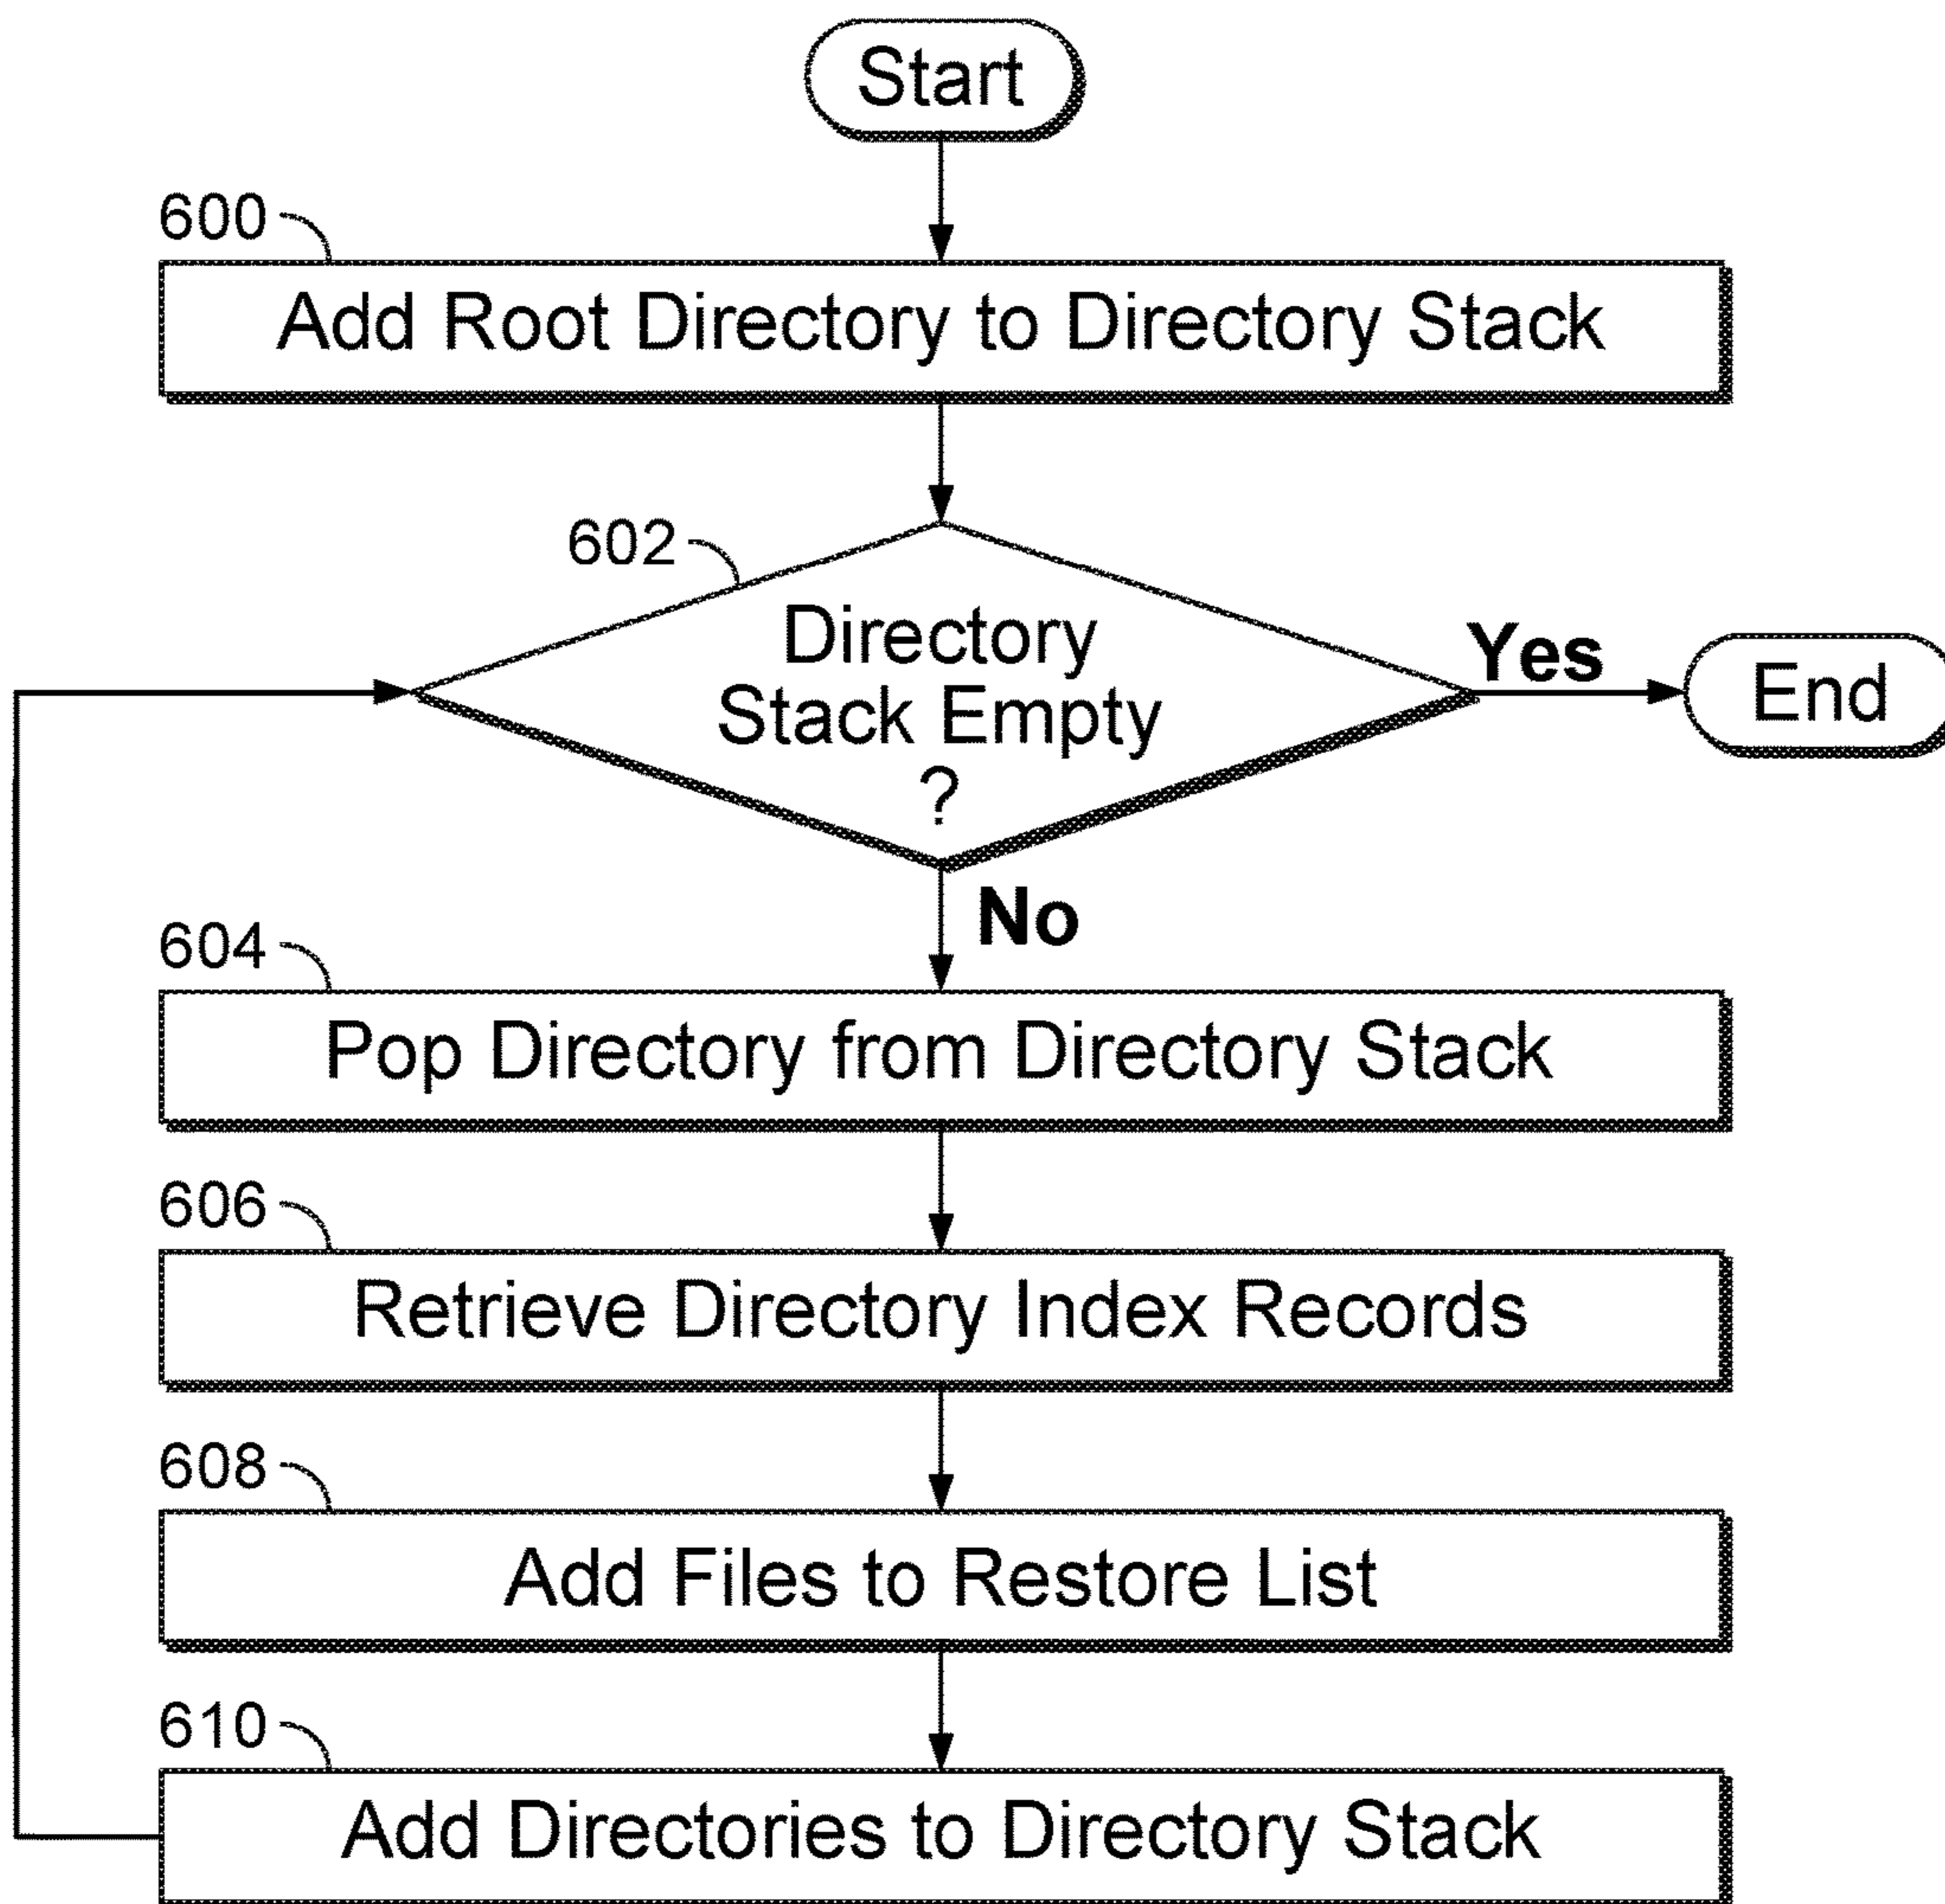 Start
600
Add Root Directory to Directory Stack
602
Directory
Stack Empty
?
Yes
End
No
604
Pop Directory from Directory Stack
606
Retrieve Directory Index Records
608
Add Files to Restore List
610
Add Directories to Directory Stack